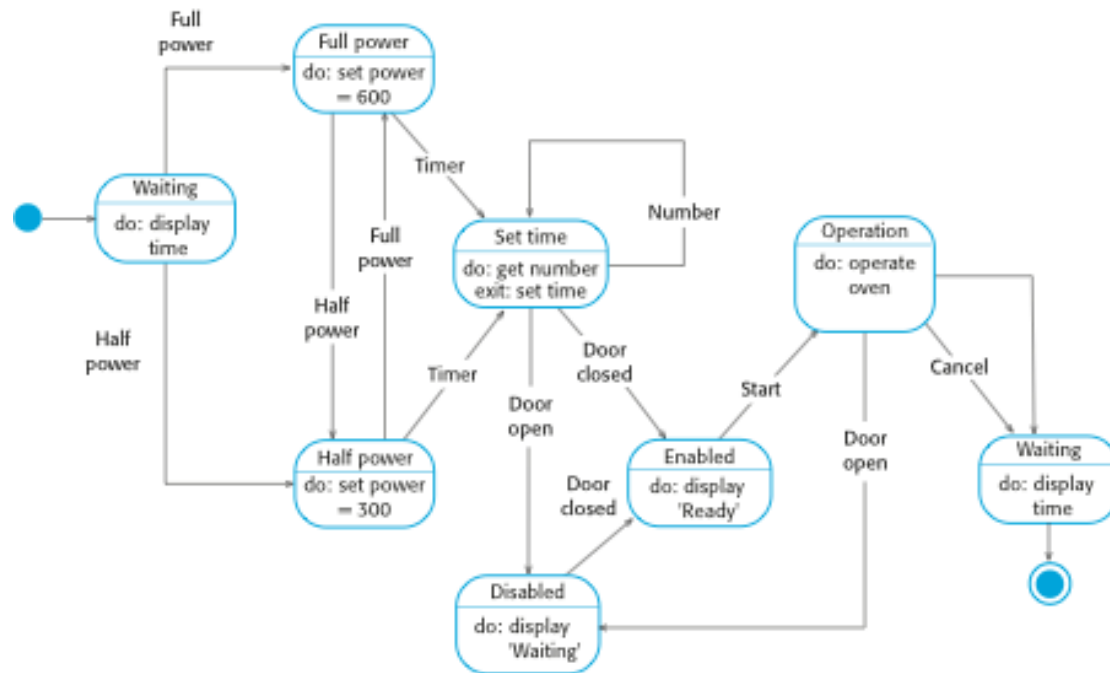 Full
power
Full power
do: set power
= 600
Timer
Waiting
do: display
time
Number
Set time
do: get number
exit: set time
Operation
do: operate
oven
Full
power
Half
power
Half
power
Timer
Door
closed
Door
open
Start
Cancel
Door
open
Half power
do: set power
= 300
Enabled
do: display
'Ready'
Waiting
do: display
time
Door
closed
Disabled
do: display
'Waiting'